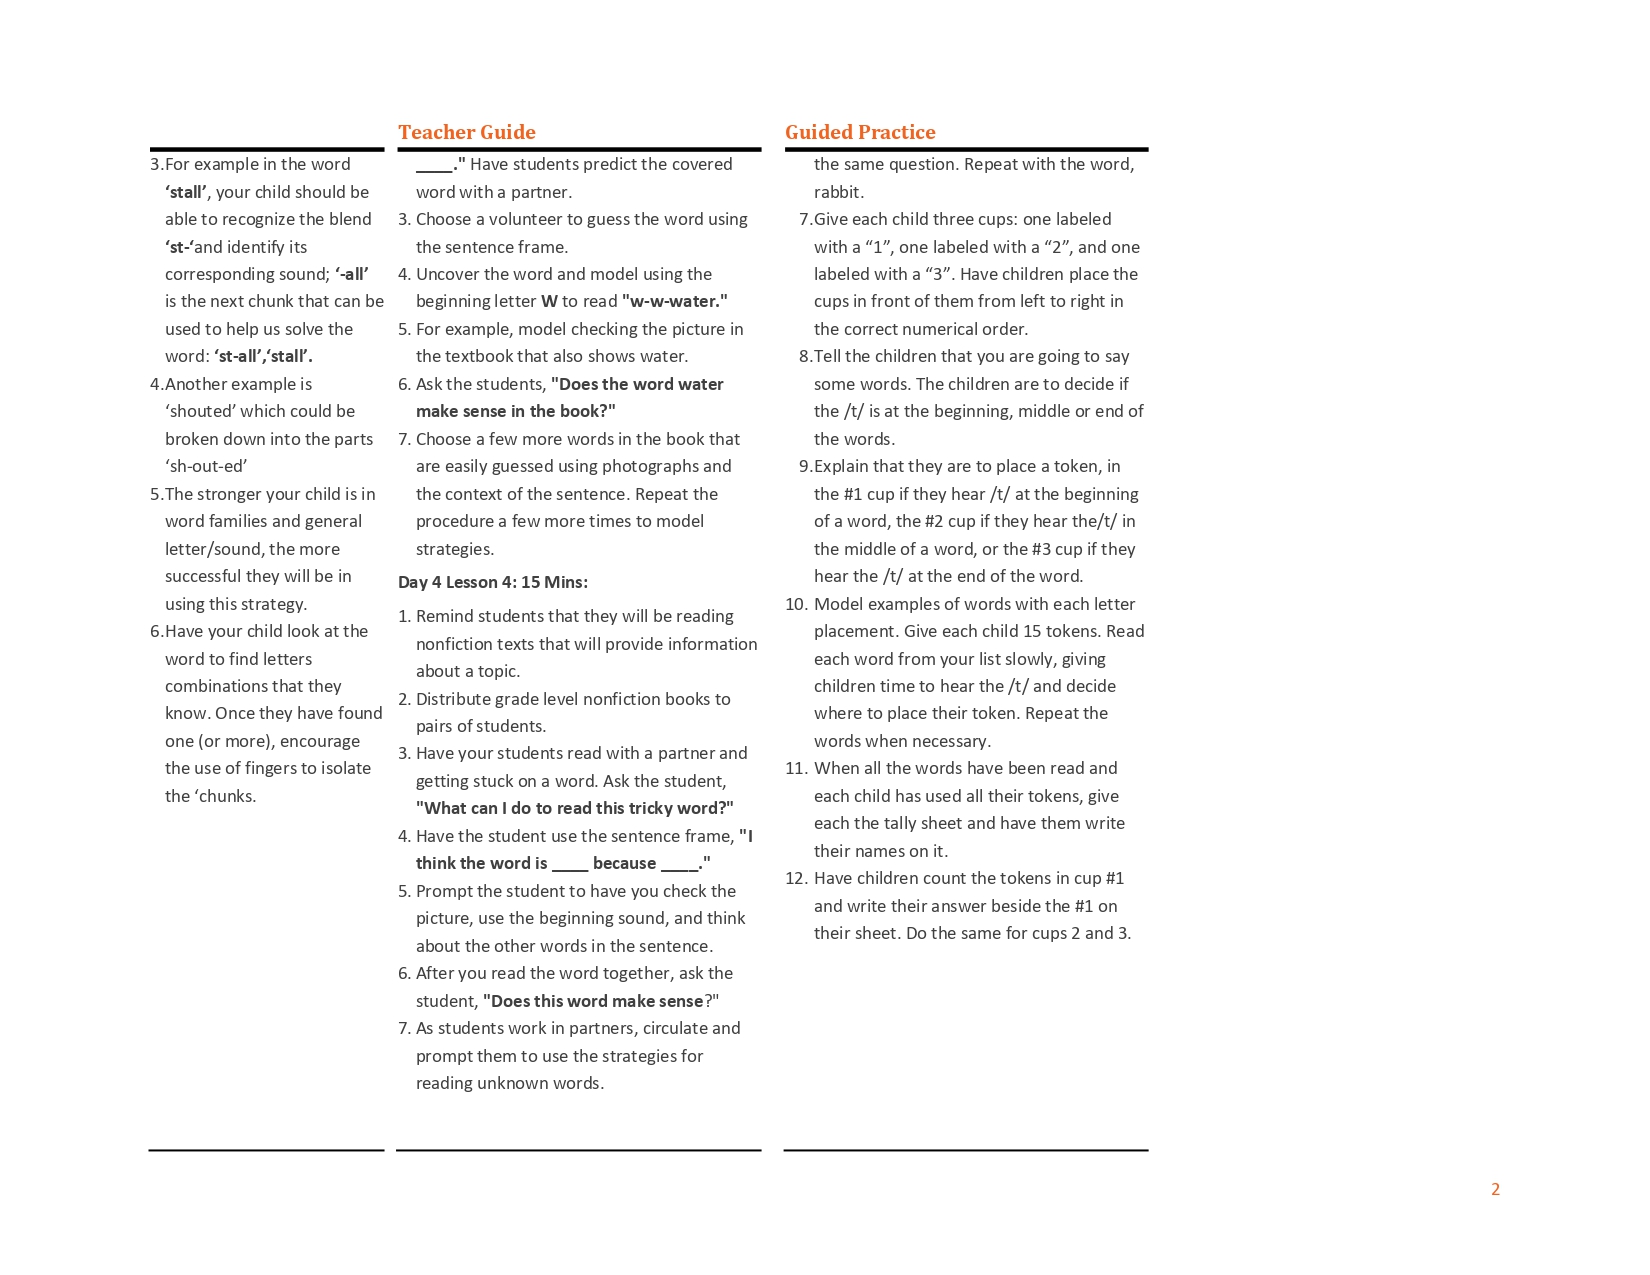 3.For example in the word
‘stall’, your child should be
able to recognize the blend
‘st-‘and identify its
corresponding sound; ‘-all’
is the next chunk that can be
used to help us solve the
word: ‘st-all’,‘stall’.
4.Another example is
‘shouted’ which could be
broken down into the parts
‘sh-out-ed’
5.The stronger your child is in
word families and general
letter/sound, the more
successful they will be in
using this strategy.
6.Have your child look at the
word to find letters
combinations that they
know. Once they have found
one (or more), encourage
the use of fingers to isolate
the ‘chunks.
Teacher Guide
____." Have students predict the covered
word with a partner.
3. Choose a volunteer to guess the word using
the sentence frame.
4. Uncover the word and model using the
beginning letter W to read "w-w-water."
5. For example, model checking the picture in
the textbook that also shows water.
6. Ask the students, "Does the word water
make sense in the book?"
7. Choose a few more words in the book that
are easily guessed using photographs and
the context of the sentence. Repeat the
procedure a few more times to model
strategies.
Day 4 Lesson 4: 15 Mins:
1. Remind students that they will be reading
nonfiction texts that will provide information
about a topic.
2. Distribute grade level nonfiction books to
pairs of students.
3. Have your students read with a partner and
getting stuck on a word. Ask the student,
"What can I do to read this tricky word?"
4. Have the student use the sentence frame, "I
think the word is ____ because ____."
5. Prompt the student to have you check the
picture, use the beginning sound, and think
about the other words in the sentence.
6. After you read the word together, ask the
student, "Does this word make sense?"
7. As students work in partners, circulate and
prompt them to use the strategies for
reading unknown words.
Guided Practice
the same question. Repeat with the word,
rabbit.
7.Give each child three cups: one labeled
with a “1”, one labeled with a “2”, and one
labeled with a “3”. Have children place the
cups in front of them from left to right in
the correct numerical order.
8.Tell the children that you are going to say
some words. The children are to decide if
the /t/ is at the beginning, middle or end of
the words.
9.Explain that they are to place a token, in
the #1 cup if they hear /t/ at the beginning
of a word, the #2 cup if they hear the/t/ in
the middle of a word, or the #3 cup if they
hear the /t/ at the end of the word.
10. Model examples of words with each letter
placement. Give each child 15 tokens. Read
each word from your list slowly, giving
children time to hear the /t/ and decide
where to place their token. Repeat the
words when necessary.
11. When all the words have been read and
each child has used all their tokens, give
each the tally sheet and have them write
their names on it.
12. Have children count the tokens in cup #1
and write their answer beside the #1 on
their sheet. Do the same for cups 2 and 3.
2